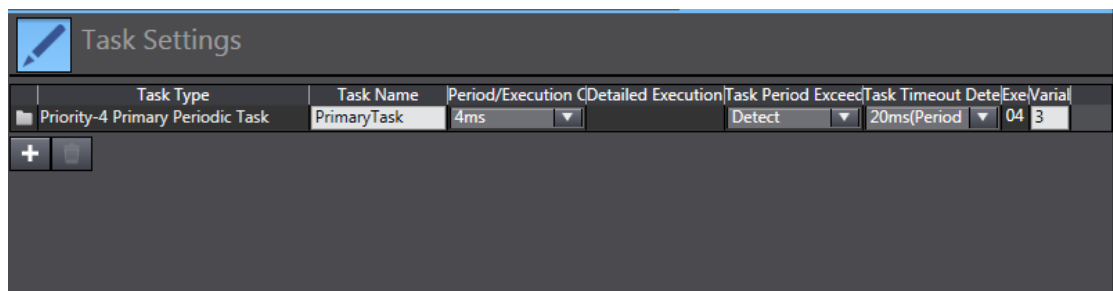 Task Settings
Task Type Task Name Period/Execution C Detailed Execution Task Period Exceed Task Timeout Dete Exe Varial
Priority-4 Primary Periodic Task PrimaryTask 4ms Detect 20ms(Period 04 3